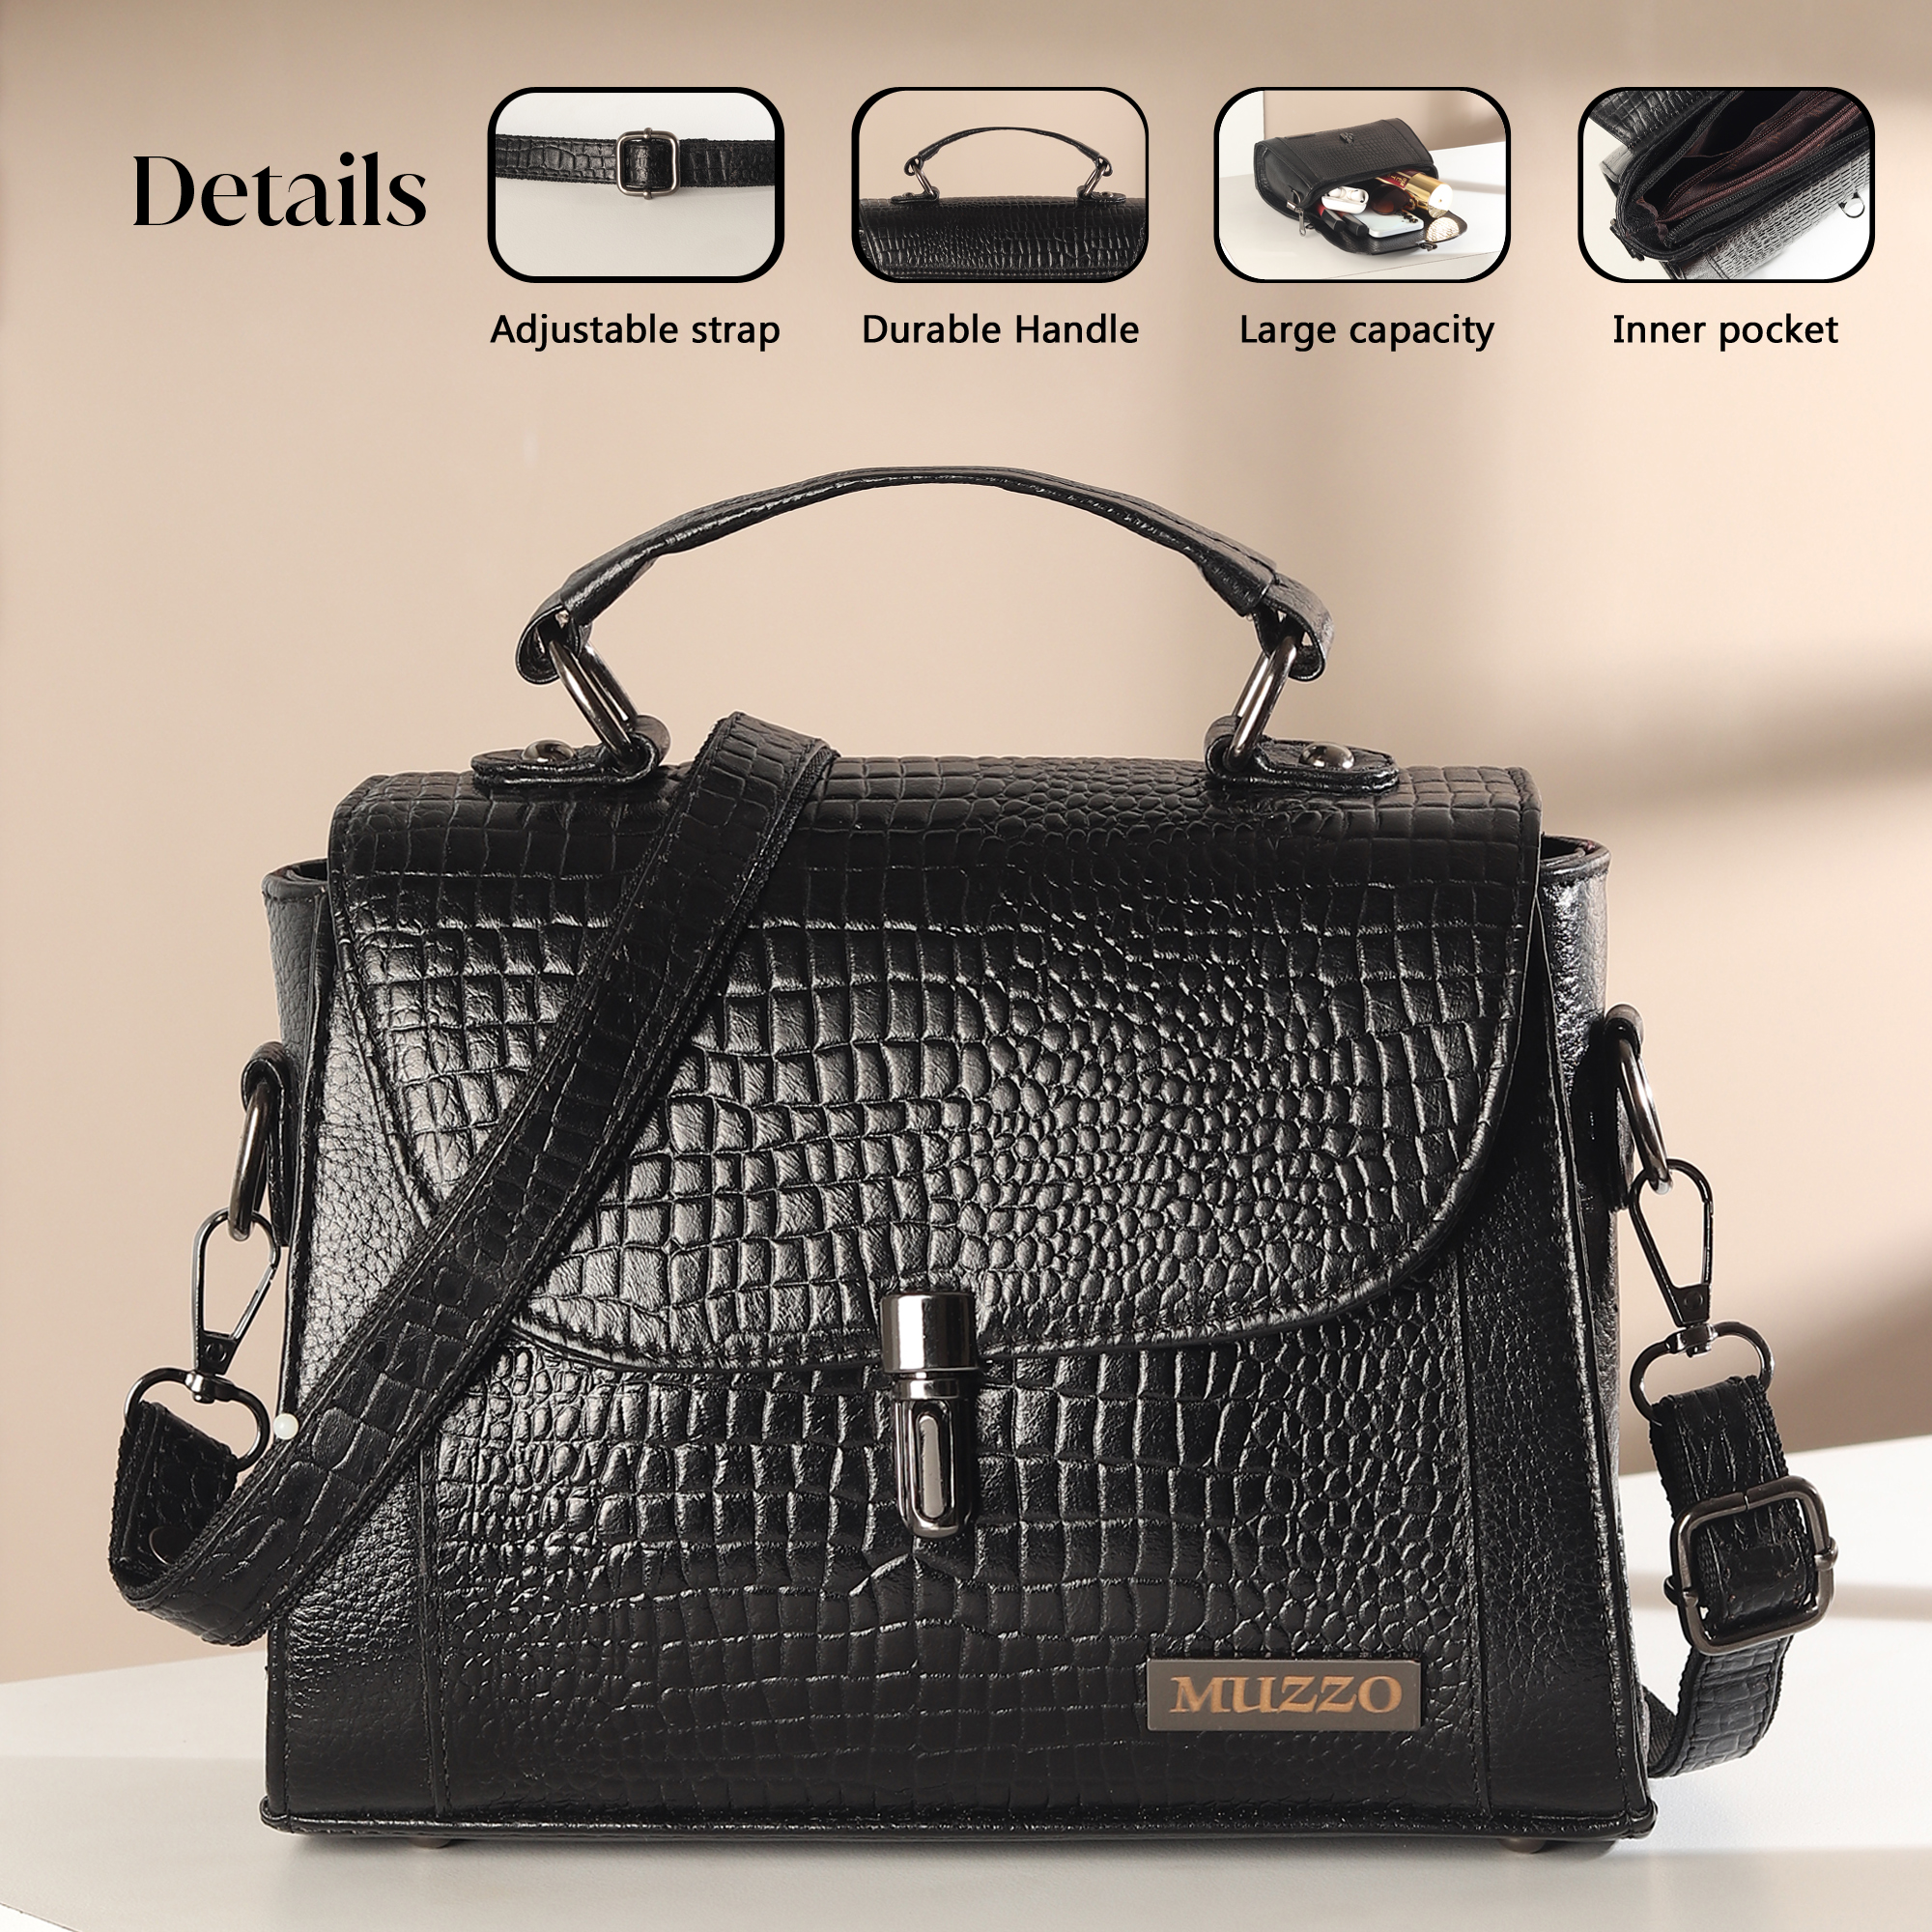 Details
Adjustable strap
Durable Handle
Large capacity
Inner pocket
MUZZO